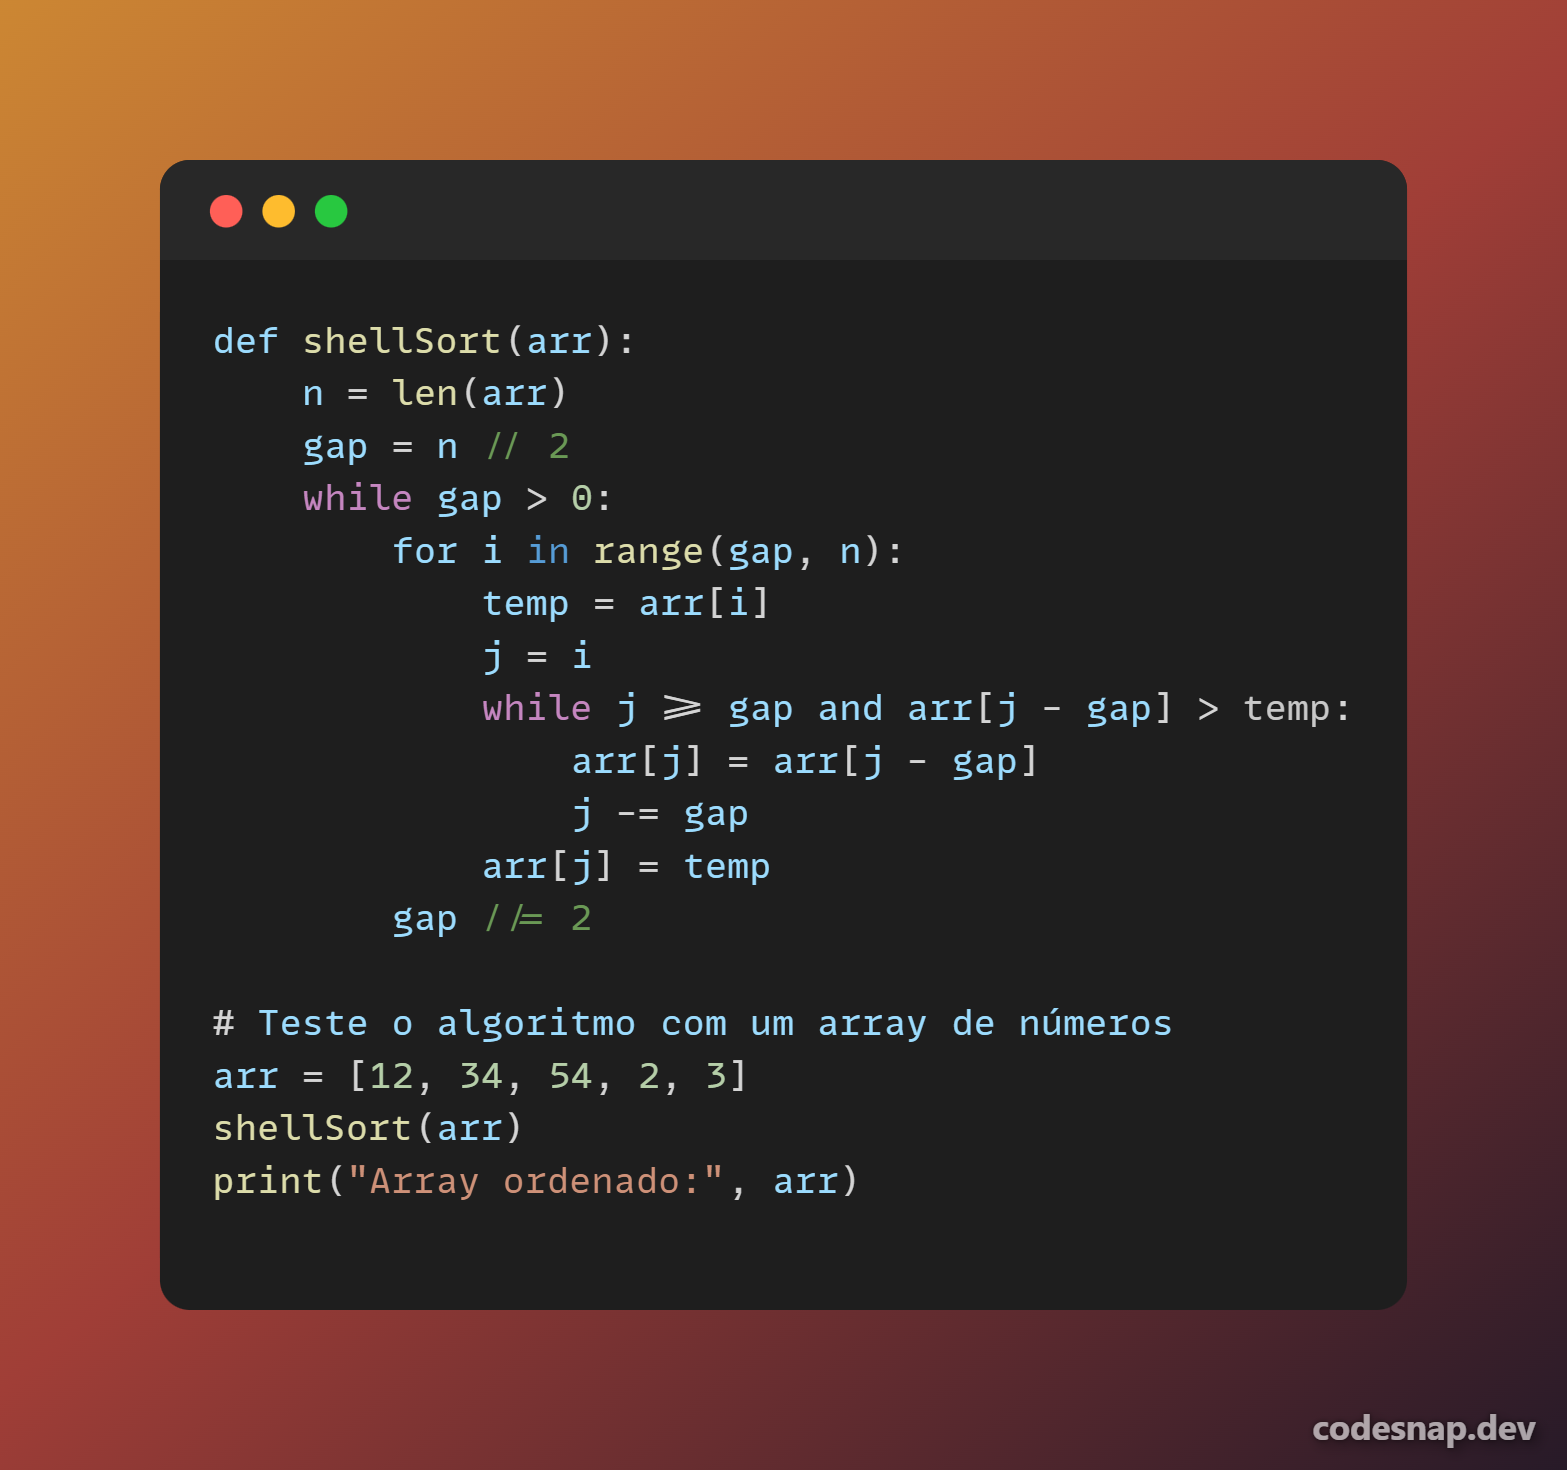 def shellSort(arr):
    n = len(arr)
    gap = n // 2
    while gap > 0:
        for i in range(gap, n):
            temp = arr[i]
            j = i
            while j >= gap and arr[j - gap] > temp:
                arr[j] = arr[j - gap]
                j -= gap
            arr[j] = temp
        gap //= 2
# Teste o algoritmo com um array de números
arr = [12, 34, 54, 2, 3]
shellSort(arr)
print("Array ordenado:", arr)
codesnap.dev